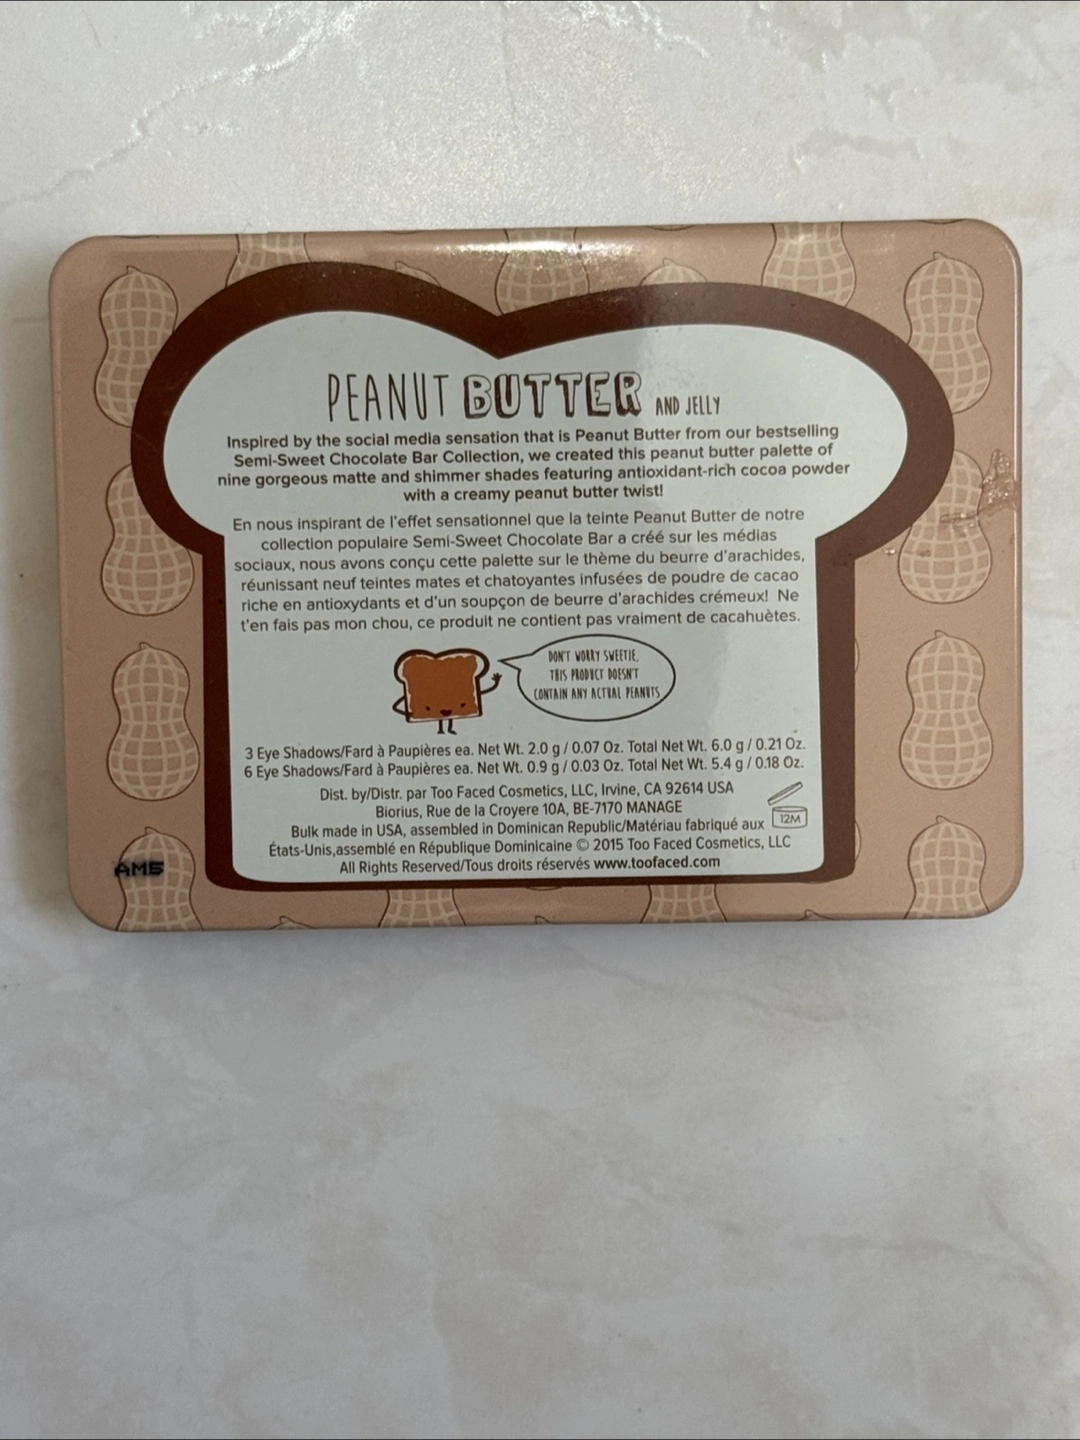 PEANUT BUTTER AND JELLY
Inspired by the social media sensation that is Peanut Butter from our bestselling
Semi-Sweet Chocolate Bar Collection, we created this peanut butter palette of
nine gorgeous matte and shimmer shades featuring antioxidant-rich cocoa powder
with a creamy peanut butter twist!
En nous inspirant de l'effet sensationnel que la teinte Peanut Butter de notre
collection populaire Semi-Sweet Chocolate Bar a créé sur les médias
sociaux, nous avons conçu cette palette sur le thème du beurre d'arachides,
réunissant neuf teintes mates et chatoyantes infusées de poudre de cacao
riche en antioxydants et d'un soupçon de beurre d'arachides crémeux! Ne
t'en fais pas mon chou, ce produit ne contient pas vraiment de cacahuètes.
DON'T WORRY SWEETIE,
THIS PRODUCT DOESN'T
CONTAIN ANY ACTUAL PEANUTS
3 Eye Shadows/Fard à Paupières ea. Net Wt. 2.0 g / 0.07 Oz. Total Net Wt. 6.0 g / 0.21 Oz.
6 Eye Shadows/Fard à Paupières ea. Net Wt. 0.9 g / 0.03 Oz. Total Net Wt. 5.4 g / 0.18 Oz.
Dist. by/Distr. par Too Faced Cosmetics, LLC, Irvine, CA 92614 USA
Biorius, Rue de la Croyere 10A, BE-7170 MANAGE
Bulk made in USA, assembled in Dominican Republic/Matériau fabriqué aux
États-Unis,assemblé en République Dominicaine © 2015 Too Faced Cosmetics, LLC
All Rights Reserved/Tous droits réservés www.toofaced.com
12M
AM5